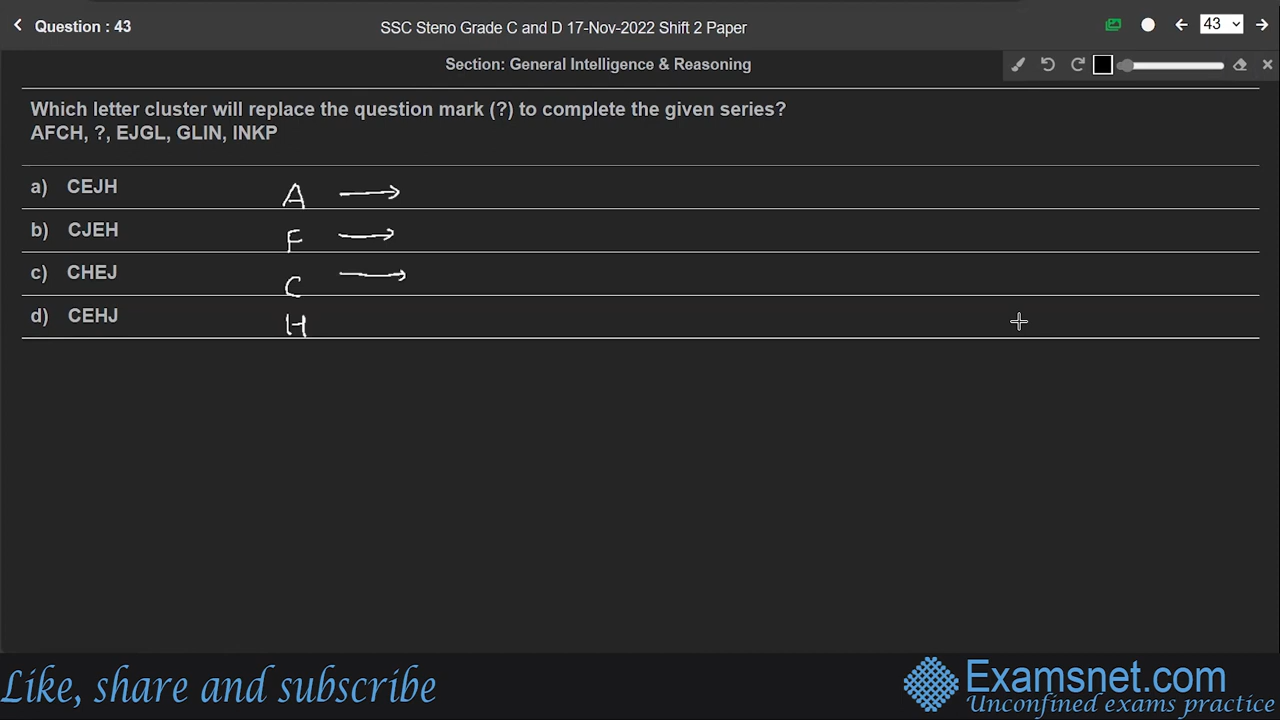 Question : 43
SSC Steno Grade C and D 17-Nov-2022 Shift 2 Paper
43
Section: General Intelligence & Reasoning
Which letter cluster will replace the question mark (?) to complete the given series?
AFCH, ?, EJGL, GLIN, INKP
a) CEJH
A →
b) CJEH
F →
c) CHEJ
C →
d) CEHJ
H
Like, share and subscribe
Examsnet.com
Unconfined exams practice